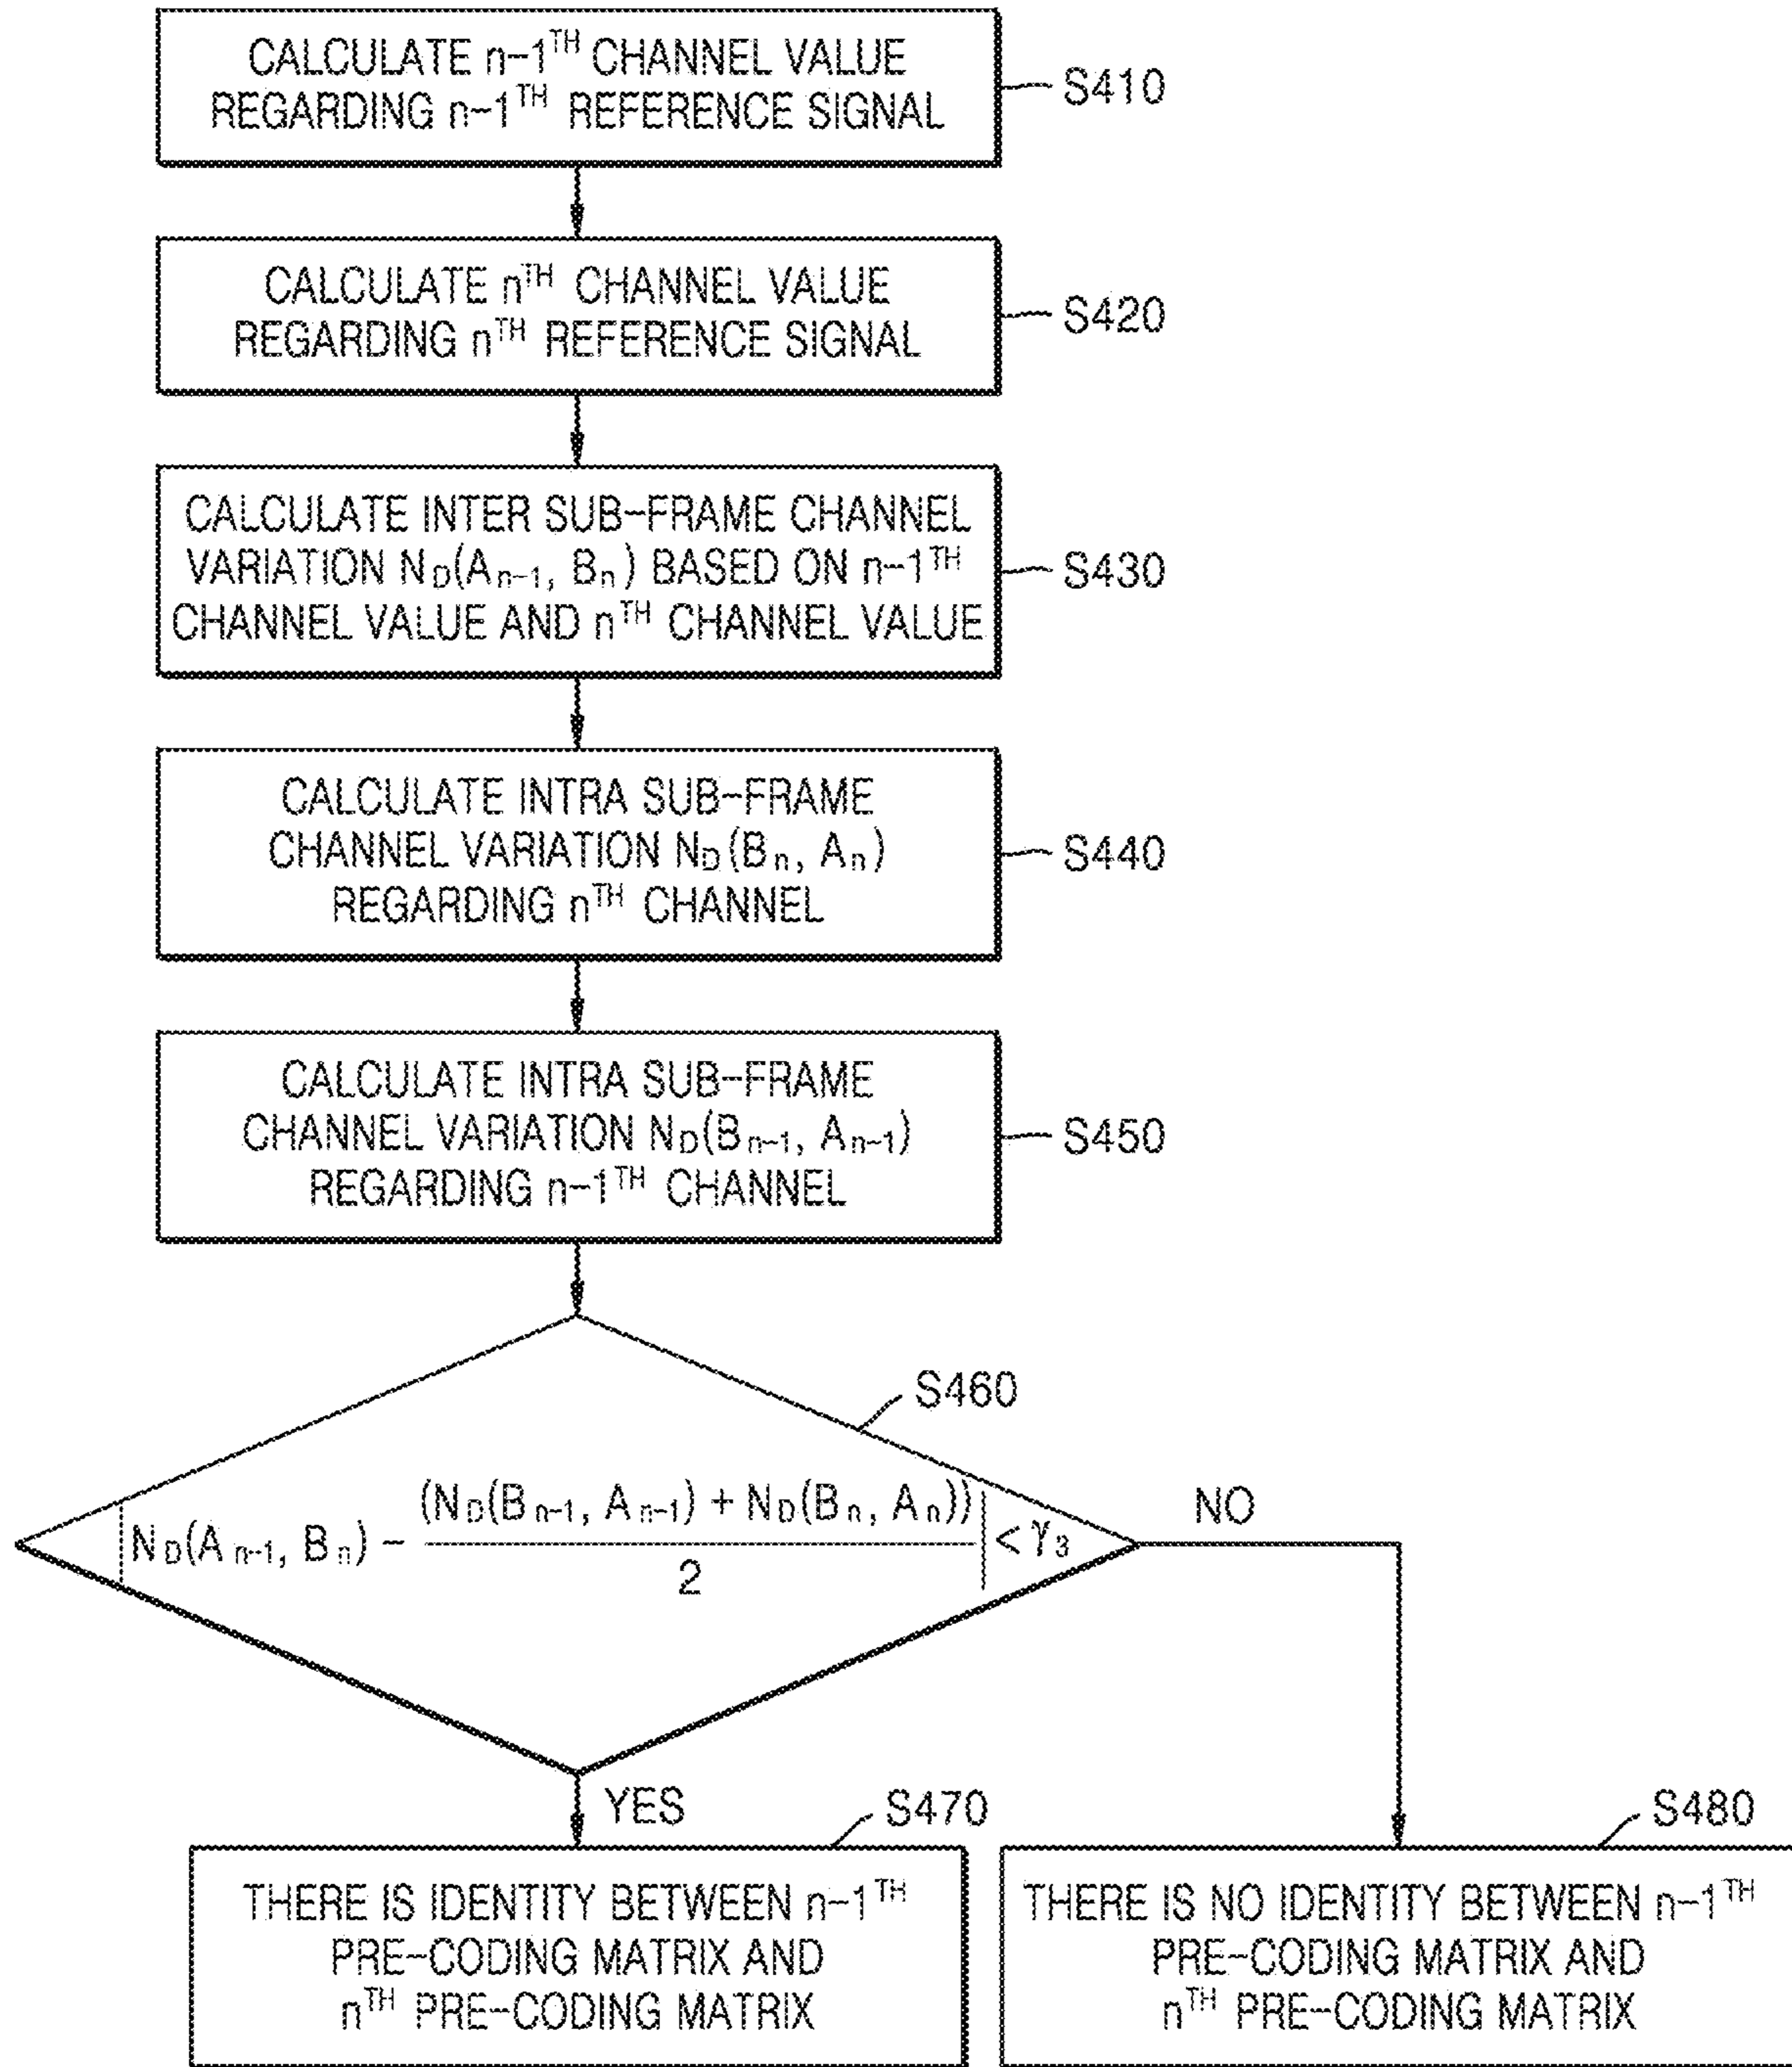 CALCULATE n-1TH CHANNEL VALUE
REGARDING n-1TH REFERENCE SIGNAL
S410
CALCULATE nTH CHANNEL VALUE
REGARDING nTH REFERENCE SIGNAL
S420
CALCULATE INTER SUB-FRAME CHANNEL
VARIATION ND(An-1, Bn) BASED ON n-1TH
CHANNEL VALUE AND nTH CHANNEL VALUE
S430
CALCULATE INTRA SUB-FRAME
CHANNEL VARIATION ND(Bn, An)
REGARDING nTH CHANNEL
S440
CALCULATE INTRA SUB-FRAME
CHANNEL VARIATION ND(Bn-1, An-1)
REGARDING n-1TH CHANNEL
S450
S460
|ND(An-1, Bn) - (ND(Bn-1, An-1) + ND(Bn, An))/2| < γ3
NO
YES
S470
THERE IS IDENTITY BETWEEN n-1TH
PRE-CODING MATRIX AND
nTH PRE-CODING MATRIX
S480
THERE IS NO IDENTITY BETWEEN n-1TH
PRE-CODING MATRIX AND
nTH PRE-CODING MATRIX